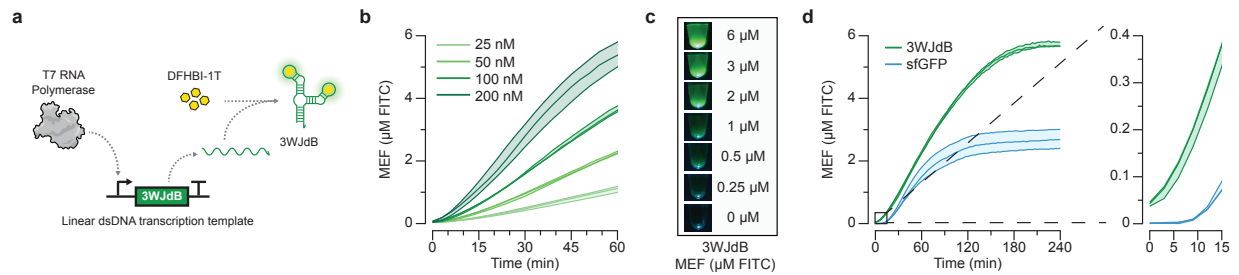 a
T7 RNA
Polymerase
DFHBI-1T
3WJdB
3WJdB
Linear dsDNA transcription template
b
MEF (µM FITC)
6
4
2
0
25 nM
50 nM
100 nM
200 nM
0 15 30 45 60
Time (min)
c
6 µM
3 µM
2 µM
1 µM
0.5 µM
0.25 µM
0 µM
3WJdB
MEF (µM FITC)
d
MEF (µM FITC)
6
4
2
0
3WJdB
sfGFP
0 60 120 180 240
Time (min)
0.4
0.3
0.2
0.1
0
0 5 10 15